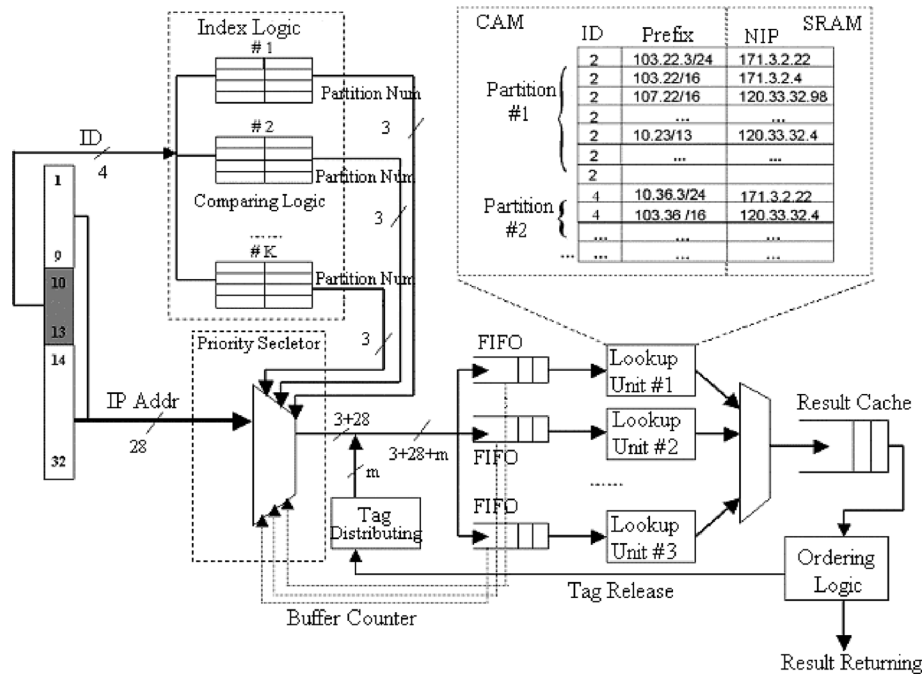 Index Logic
# 1
Partition Num
3
# 2
Partition Num
3
Comparing Logic
......
# K
Partition Num
3
ID
4
1
9
10
13
14
32
IP Addr
28
Priority Secletor
3+28
3+28+m
m
Tag
Distributing
Buffer Counter
CAM
SRAM
ID Prefix NIP
2 103.22.3/24 171.3.2.22
2 103.22/16 171.3.2.4
2 107.22/16 120.33.32.98
2 ... ...
2 10.23/13 120.33.32.4
2 ... ...
2
4 10.36.3/24 171.3.2.22
4 103.36 /16 120.33.32.4
... ... ...
... ... ... ...
Partition
#1
Partition
#2
FIFO
Lookup
Unit #1
FIFO
Lookup
Unit #2
......
FIFO
Lookup
Unit #3
Result Cache
Ordering
Logic
Tag Release
Result Returning